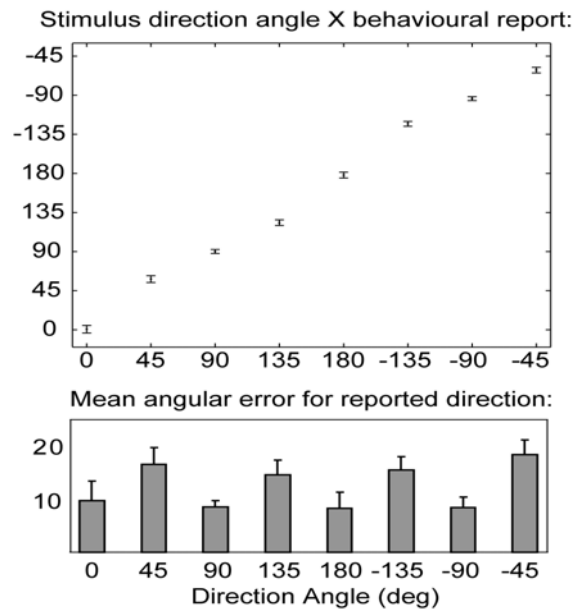 Stimulus direction angle X behavioural report:
-45
-90
-135
180
135
90
45
0
0 45 90 135 180 -135 -90 -45
Mean angular error for reported direction:
20
10
0 45 90 135 180 -135 -90 -45
Direction Angle (deg)